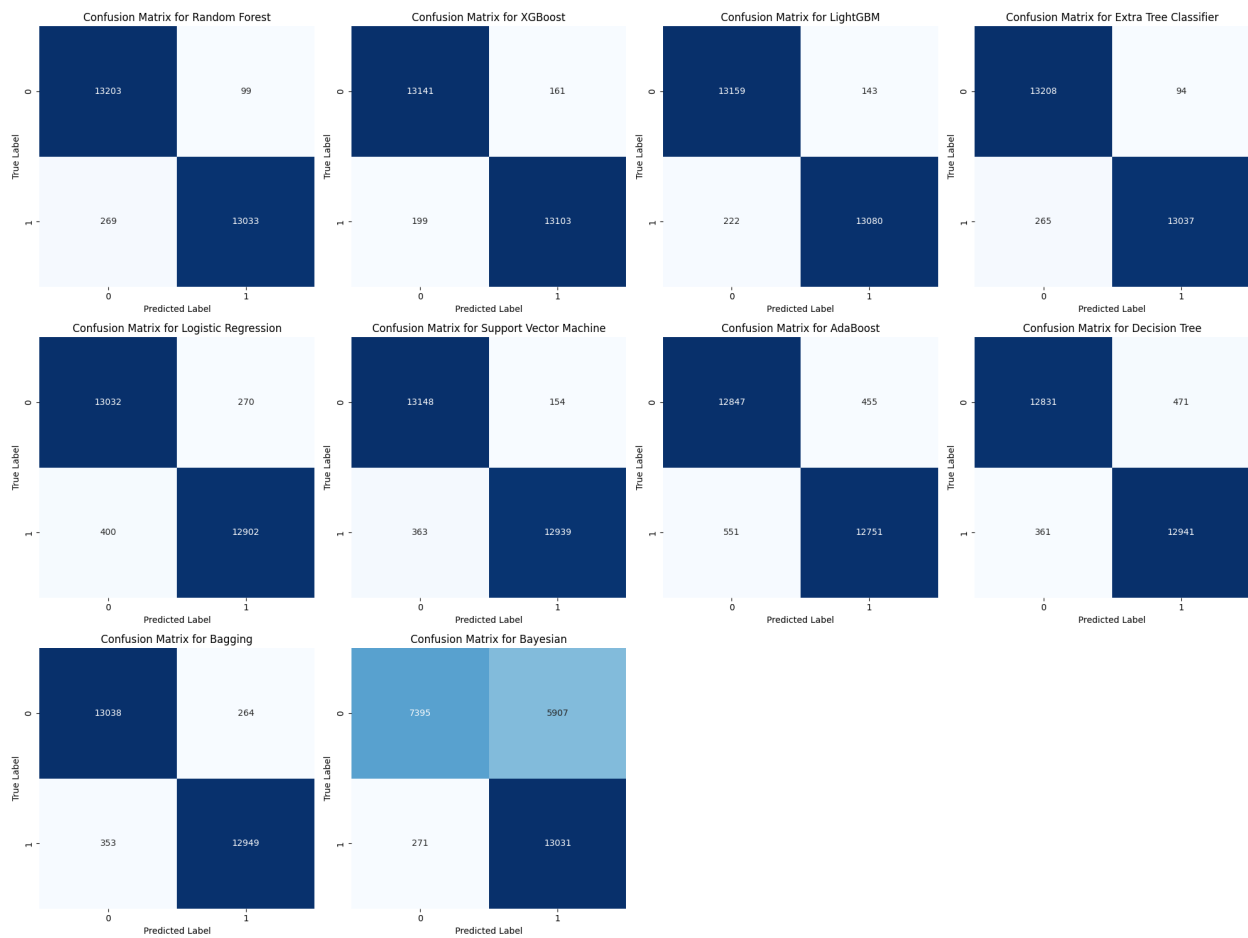 Confusion Matrix for Random Forest
True Label
0
13203
99
1
269
13033
0
1
Predicted Label
Confusion Matrix for XGBoost
True Label
0
13141
161
1
199
13103
0
1
Predicted Label
Confusion Matrix for LightGBM
True Label
0
13159
143
1
222
13080
0
1
Predicted Label
Confusion Matrix for Extra Tree Classifier
True Label
0
13208
94
1
265
13037
0
1
Predicted Label
Confusion Matrix for Logistic Regression
True Label
0
13032
270
1
400
12902
0
1
Predicted Label
Confusion Matrix for Support Vector Machine
True Label
0
13148
154
1
363
12939
0
1
Predicted Label
Confusion Matrix for AdaBoost
True Label
0
12847
455
1
551
12751
0
1
Predicted Label
Confusion Matrix for Decision Tree
True Label
0
12831
471
1
361
12941
0
1
Predicted Label
Confusion Matrix for Bagging
True Label
0
13038
264
1
353
12949
0
1
Predicted Label
Confusion Matrix for Bayesian
True Label
0
7395
5907
1
271
13031
0
1
Predicted Label